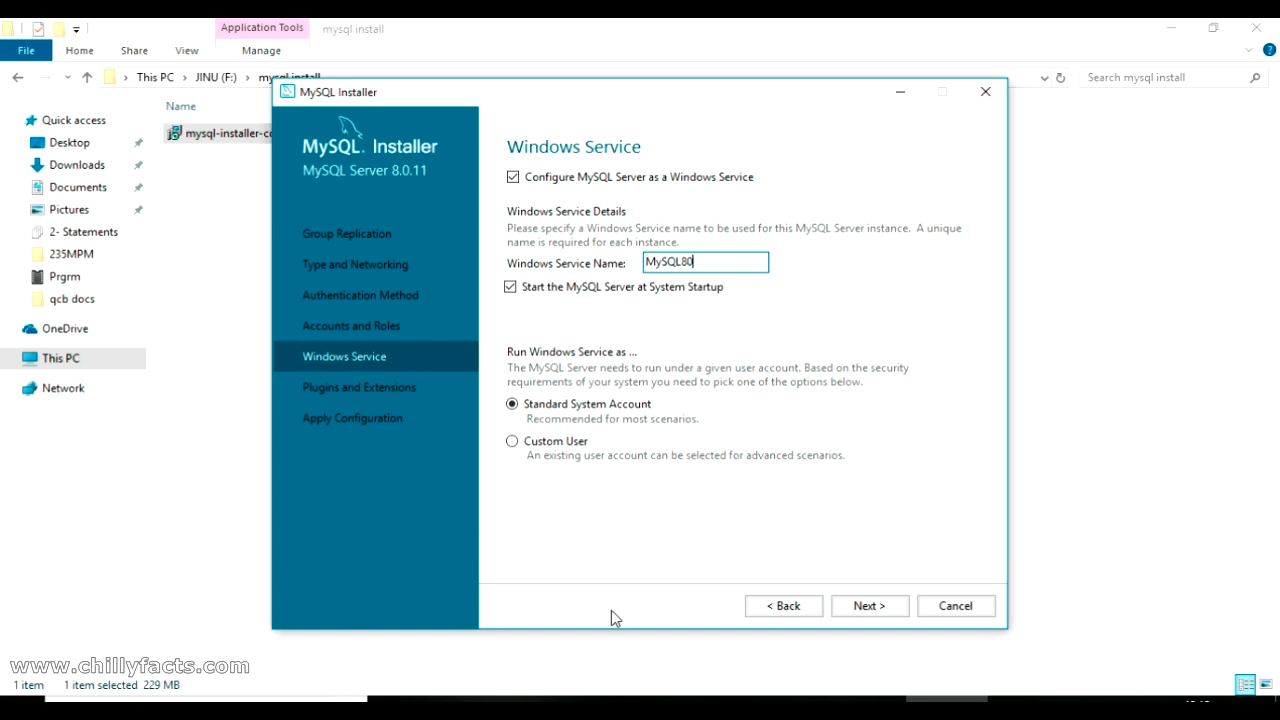 Application Tools
mysql install
File
Home
Share
View
Manage
This PC
JINU (F:)
mysql install
Search mysql install
Quick access
Desktop
Downloads
Documents
Pictures
2- Statements
235MPM
Prgrm
qcb docs
OneDrive
This PC
Network
Name
mysql-installer-co
MySQL Installer
MySQL. Installer
MySQL Server 8.0.11
Group Replication
Type and Networking
Authentication Method
Accounts and Roles
Windows Service
Plugins and Extensions
Apply Configuration
Windows Service
Configure MySQL Server as a Windows Service
Windows Service Details
Please specify a Windows Service name to be used for this MySQL Server instance. A unique
name is required for each instance.
Windows Service Name: MySQL80
Start the MySQL Server at System Startup
Run Windows Service as ...
The MySQL Server needs to run under a given user account. Based on the security
requirements of your system you need to pick one of the options below.
Standard System Account
Recommended for most scenarios.
Custom User
An existing user account can be selected for advanced scenarios.
< Back
Next >
Cancel
www.chillyfacts.com
1 item
1 item selected 229 MB